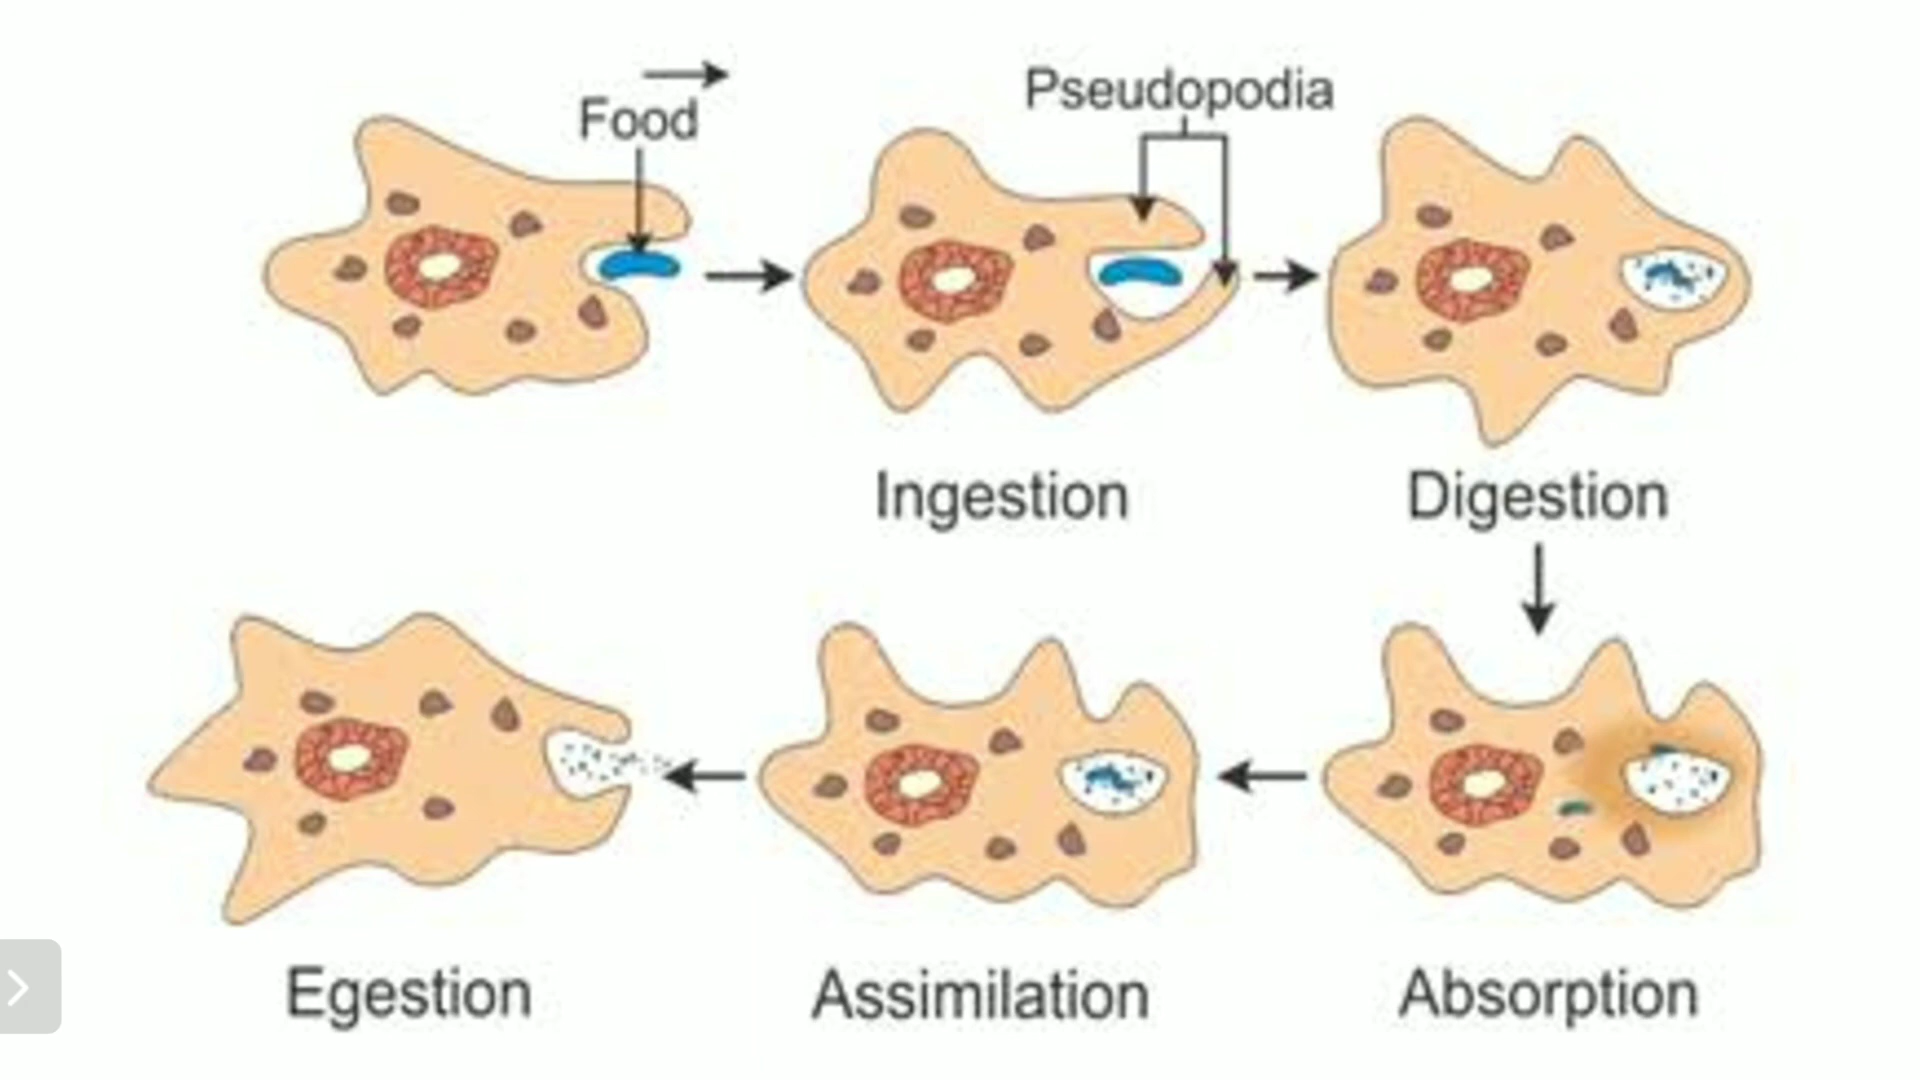 Food
Pseudopodia
Ingestion
Digestion
Egestion
Assimilation
Absorption